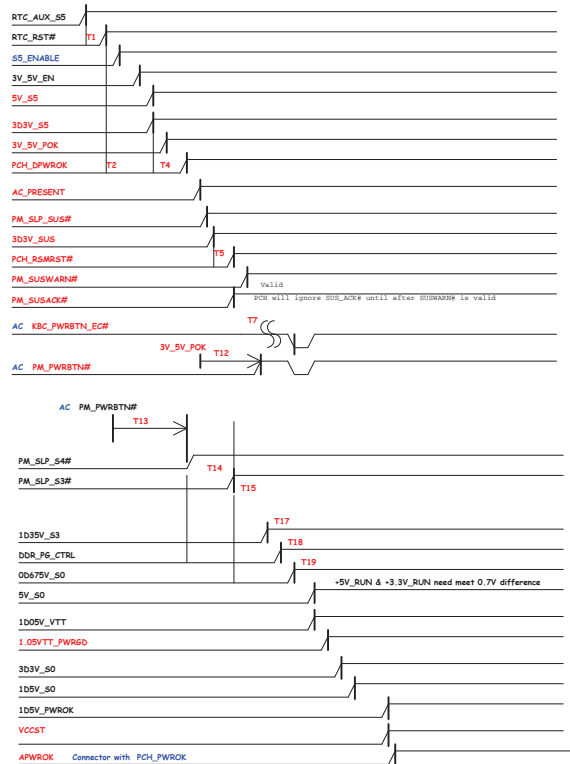 RTC_AUX_S5
RTC_RST# T1
S5_ENABLE
3V_5V_EN
5V_S5
3D3V_S5
3V_5V_POK
PCH_DPWROK T2 T4
AC_PRESENT
PM_SLP_SUS#
3D3V_SUS
PCH_RSMRST# T5
PM_SUSWARN# Valid
PM_SUSACK# PCH will ignore SUS_ACK# until after SUSWARN# is valid
AC KBC_PWRBTN_EC# T7
3V_5V_POK T12
AC PM_PWRBTN#
AC PM_PWRBTN#
T13
PM_SLP_S4# T14
PM_SLP_S3# T15
T17
1D35V_S3
T18
DDR_PG_CTRL
T19
0D675V_S0
+5V_RUN & +3.3V_RUN need meet 0.7V difference
5V_S0
1D05V_VTT
1.05VTT_PWRGD
3D3V_S0
1D5V_S0
1D5V_PWROK
VCCST
APWROK Connector with PCH_PWROK